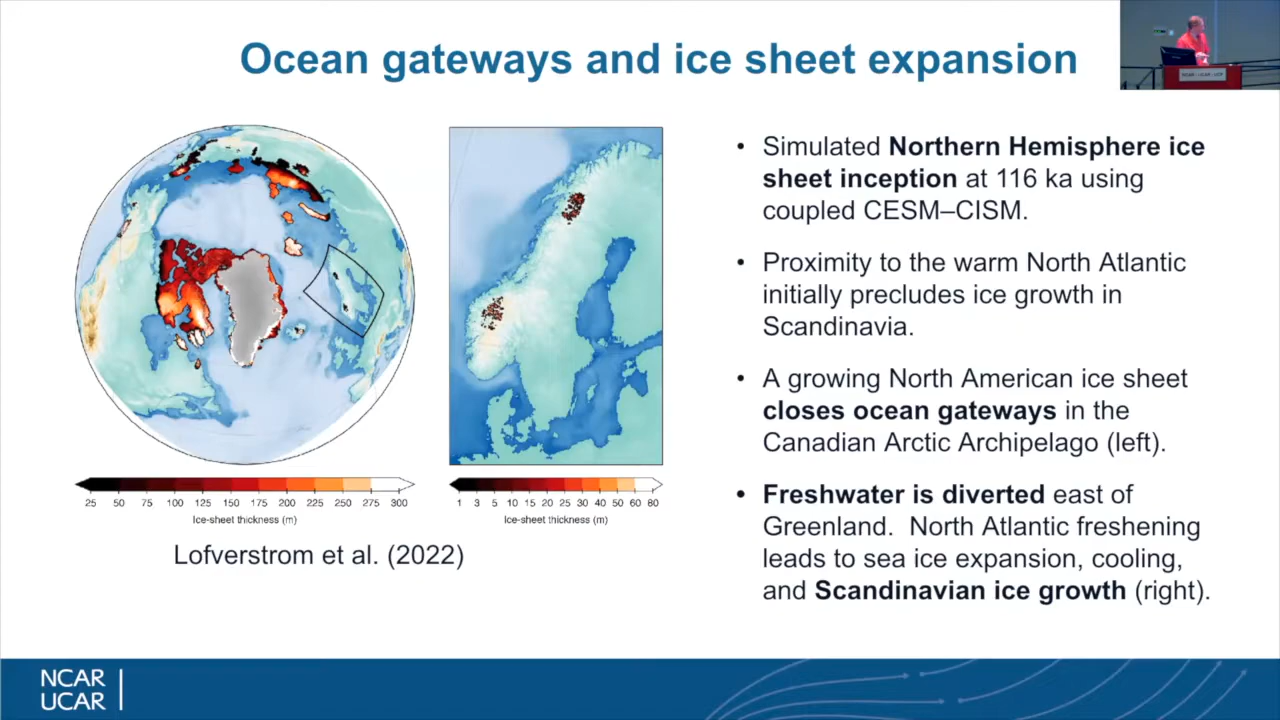 Ocean gateways and ice sheet expansion
NCAR - UCAR - UCP
• Simulated Northern Hemisphere ice
sheet inception at 116 ka using
coupled CESM–CISM.
• Proximity to the warm North Atlantic
initially precludes ice growth in
Scandinavia.
• A growing North American ice sheet
closes ocean gateways in the
Canadian Arctic Archipelago (left).
• Freshwater is diverted east of
Greenland. North Atlantic freshening
leads to sea ice expansion, cooling,
and Scandinavian ice growth (right).
25 50 75 100 125 150 175 200 225 250 275 300
Ice-sheet thickness (m)
1 3 5 10 15 20 30 40 50 60 80
Ice-sheet thickness (m)
Lofverstrom et al. (2022)
NCAR
UCAR